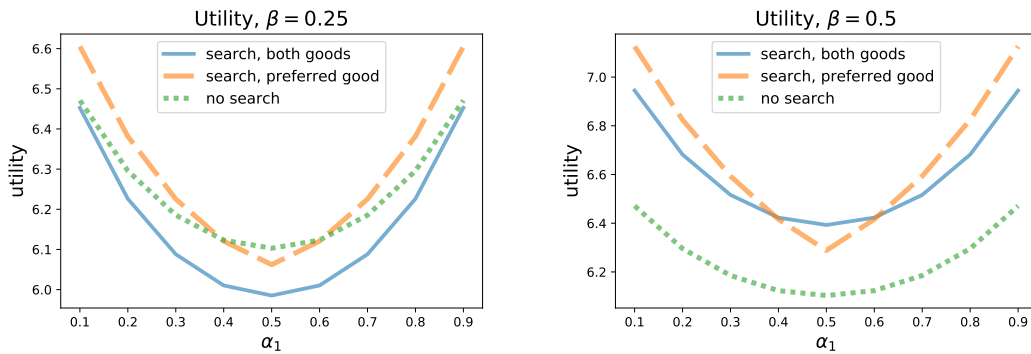 Utility, β = 0.25
search, both goods
search, preferred good
no search
utility
6.6
6.5
6.4
6.3
6.2
6.1
6.0
0.1 0.2 0.3 0.4 0.5 0.6 0.7 0.8 0.9
α₁
Utility, β = 0.5
search, both goods
search, preferred good
no search
utility
7.0
6.8
6.6
6.4
6.2
0.1 0.2 0.3 0.4 0.5 0.6 0.7 0.8 0.9
α₁